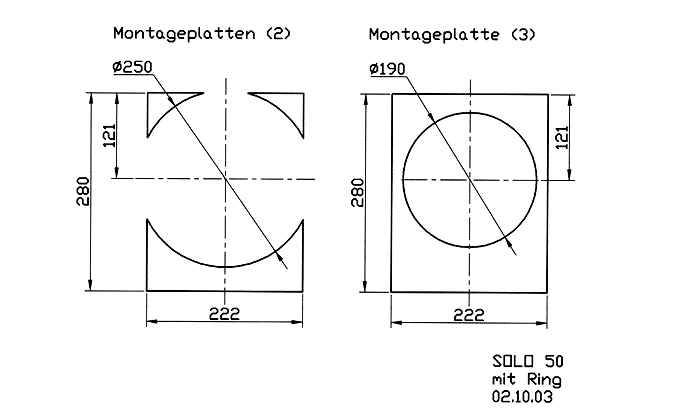 Montageplatten (2)
Montageplatte (3)
Ø250
Ø190
121
280
222
121
280
222
SOLO 50
mit Ring
02.10.03